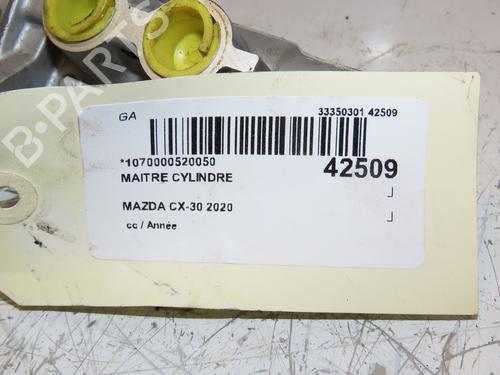 B-PARTS
GA
33350301 42509
*1070000520050
42509
MAITRE CYLINDRE
MAZDA CX-30 2020
cc / Année